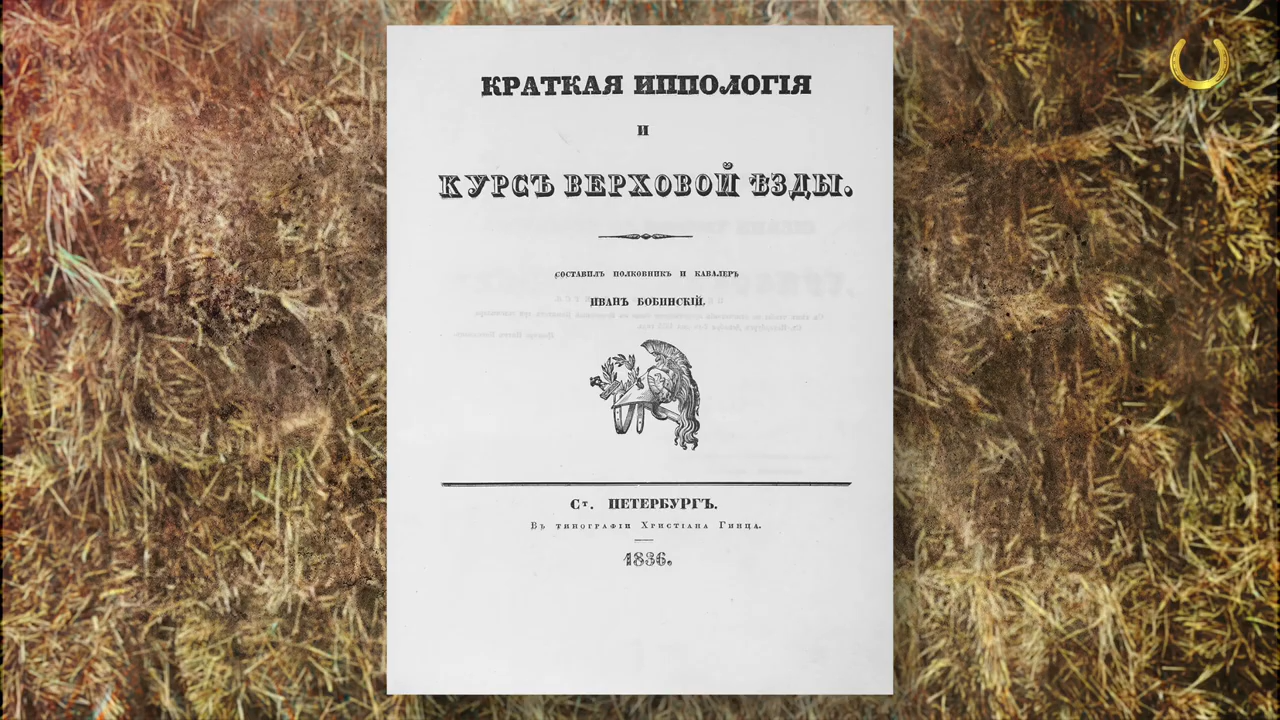 КРАТКАЯ ИППОЛОГІЯ
И
КУРСЪ ВЕРХОВОЙ ѢЗДЫ.
СОСТАВИЛЪ ПОЛКОВНИКЪ И КАВАЛЕРЪ
ИВАНЪ БОБИНСКІЙ.
Ст. ПЕТЕРБУРГЪ.
Въ типографіи Христіана Гинца.
1836.